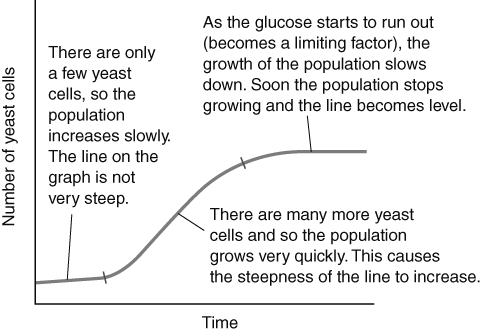 As the glucose starts to run out
(becomes a limiting factor), the
growth of the population slows
down. Soon the population stops
growing and the line becomes level.
There are only
a few yeast
cells, so the
population
increases slowly.
The line on the
graph is not
very steep.
There are many more yeast
cells and so the population
grows very quickly. This causes
the steepness of the line to increase.
Number of yeast cells
Time